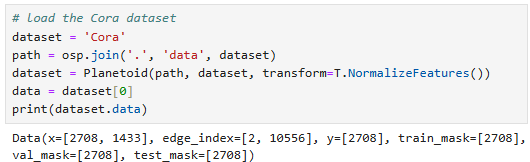 # load the Cora dataset
dataset = 'Cora'
path = osp.join('.', 'data', dataset)
dataset = Planetoid(path, dataset, transform=T.NormalizeFeatures())
data = dataset[0]
print(dataset.data)
Data(x=[2708, 1433], edge_index=[2, 10556], y=[2708], train_mask=[2708],
val_mask=[2708], test_mask=[2708])